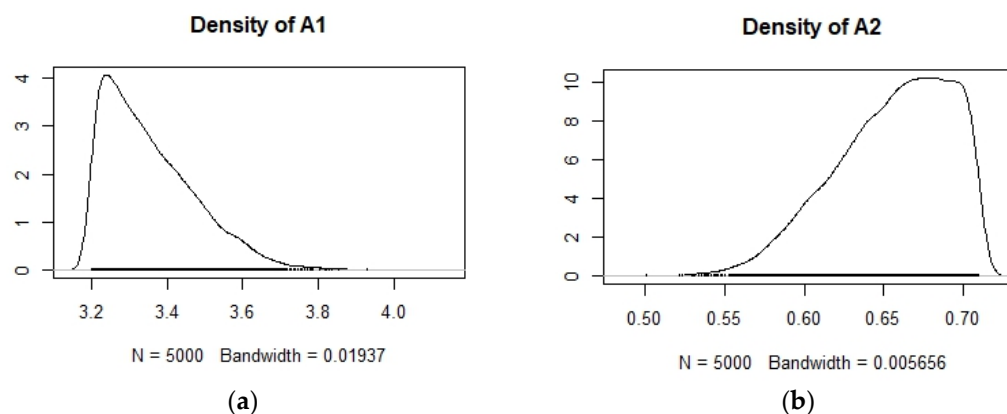 Density of A1
4
3
2
1
0
3.2 3.4 3.6 3.8 4.0
N = 5000 Bandwidth = 0.01937
(a)
Density of A2
10
8
6
4
2
0
0.50 0.55 0.60 0.65 0.70
N = 5000 Bandwidth = 0.005656
(b)